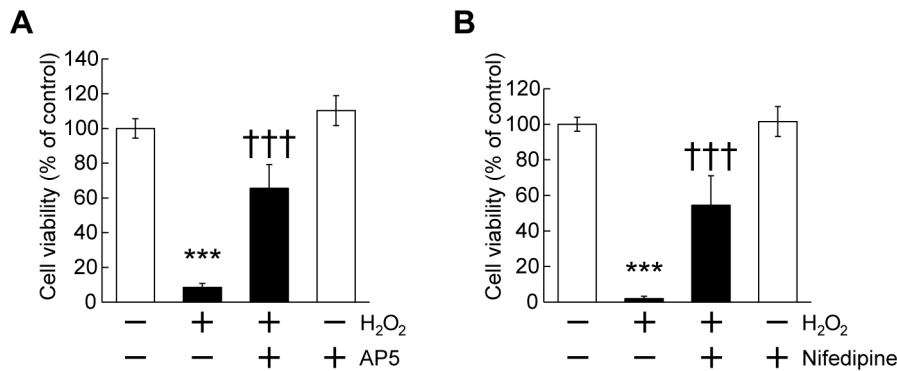 A
Cell viability (% of control)
140
120
100
80
60
40
20
0
***
†††
− + + − H₂O₂
− − + + AP5
B
Cell viability (% of control)
120
100
80
60
40
20
0
***
†††
− + + − H₂O₂
− − + + Nifedipine